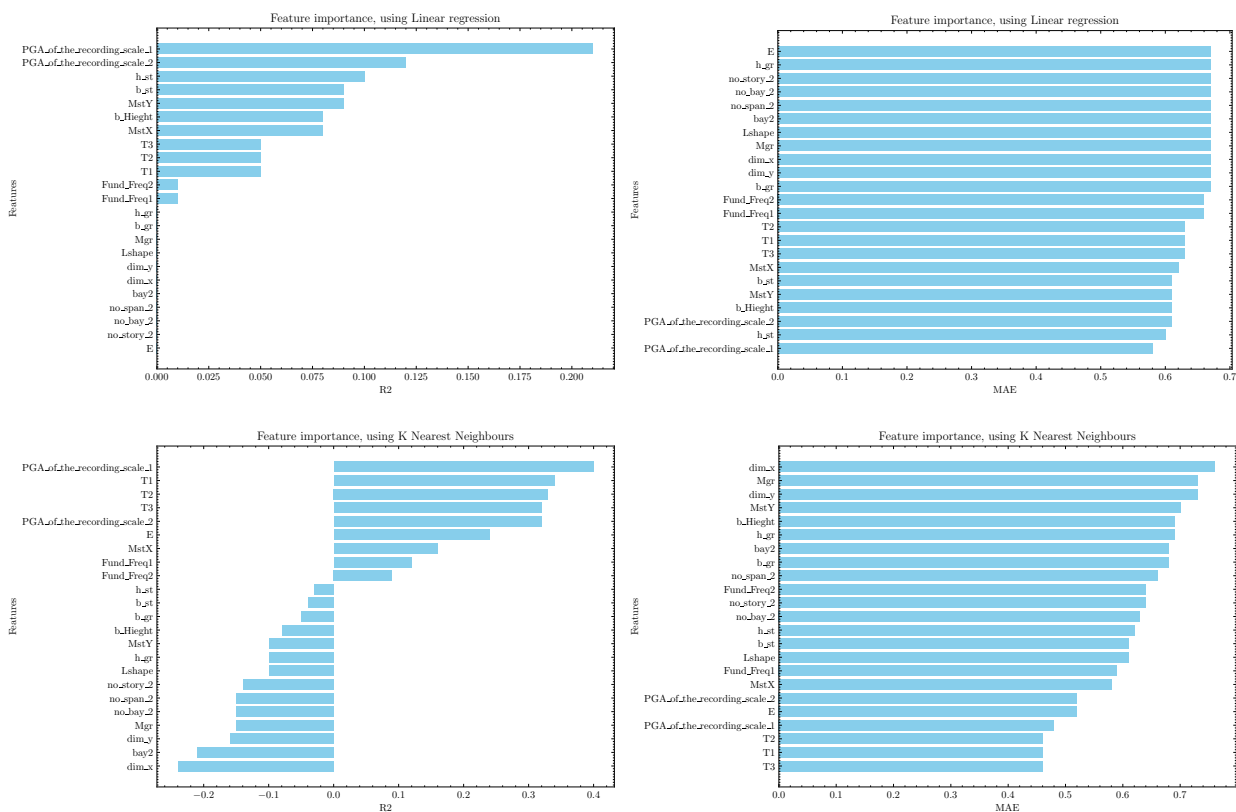 Feature importance, using Linear regression
PGA_of_the_recording_scale_1
PGA_of_the_recording_scale_2
h_st
b_st
MstY
b_Hieght
MstX
T3
T2
T1
Fund_Freq2
Fund_Freq1
h_gr
b_gr
Mgr
Lshape
dim_y
dim_x
bay2
no_span_2
no_bay_2
no_story_2
E
Features
0.000 0.025 0.050 0.075 0.100 0.125 0.150 0.175 0.200
R2
Feature importance, using Linear regression
E
h_gr
no_story_2
no_bay_2
no_span_2
bay2
Lshape
Mgr
dim_x
dim_y
b_gr
Fund_Freq2
Fund_Freq1
T2
T1
T3
MstX
b_st
MstY
b_Hieght
PGA_of_the_recording_scale_2
h_st
PGA_of_the_recording_scale_1
Features
0.0 0.1 0.2 0.3 0.4 0.5 0.6 0.7
MAE
Feature importance, using K Nearest Neighbours
PGA_of_the_recording_scale_1
T1
T2
T3
PGA_of_the_recording_scale_2
E
MstX
Fund_Freq1
Fund_Freq2
h_st
b_st
b_gr
b_Hieght
MstY
h_gr
Lshape
no_story_2
no_span_2
no_bay_2
Mgr
dim_y
bay2
dim_x
Features
−0.2 −0.1 0.0 0.1 0.2 0.3 0.4
R2
Feature importance, using K Nearest Neighbours
dim_x
Mgr
dim_y
MstY
b_Hieght
h_gr
bay2
b_gr
no_span_2
Fund_Freq2
no_story_2
no_bay_2
h_st
b_st
Lshape
Fund_Freq1
MstX
PGA_of_the_recording_scale_2
E
PGA_of_the_recording_scale_1
T2
T1
T3
Features
0.0 0.1 0.2 0.3 0.4 0.5 0.6 0.7
MAE